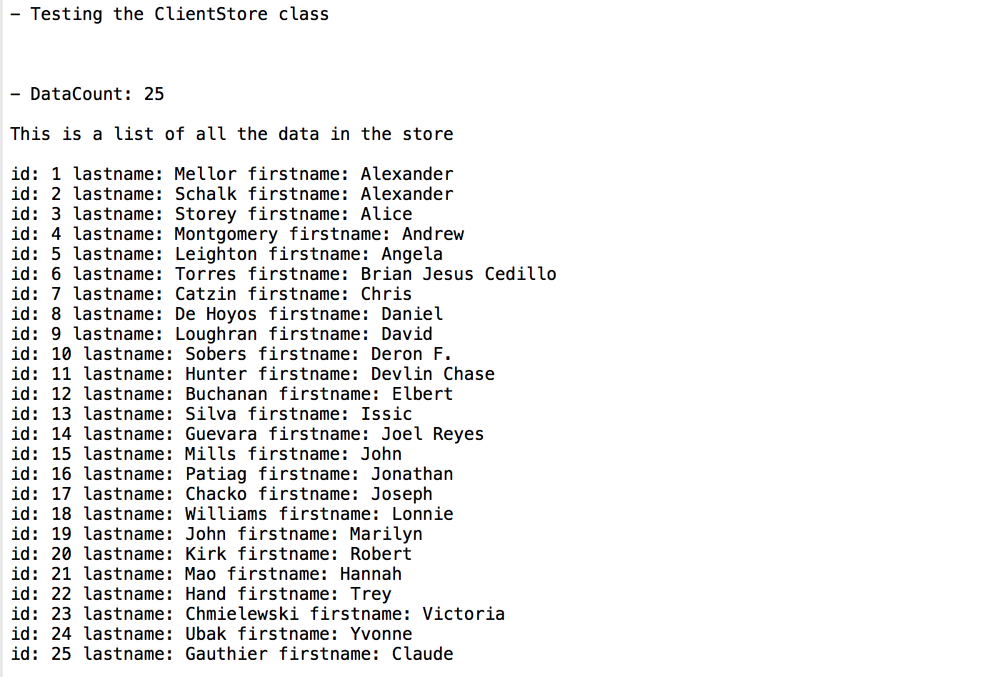 – Testing the ClientStore class
– DataCount: 25
This is a list of all the data in the store
id: 1 lastname: Mellor firstname: Alexander
id: 2 lastname: Schalk firstname: Alexander
id: 3 lastname: Storey firstname: Alice
id: 4 lastname: Montgomery firstname: Andrew
id: 5 lastname: Leighton firstname: Angela
id: 6 lastname: Torres firstname: Brian Jesus Cedillo
id: 7 lastname: Catzin firstname: Chris
id: 8 lastname: De Hoyos firstname: Daniel
id: 9 lastname: Loughran firstname: David
id: 10 lastname: Sobers firstname: Deron F.
id: 11 lastname: Hunter firstname: Devlin Chase
id: 12 lastname: Buchanan firstname: Elbert
id: 13 lastname: Silva firstname: Issic
id: 14 lastname: Guevara firstname: Joel Reyes
id: 15 lastname: Mills firstname: John
id: 16 lastname: Patiag firstname: Jonathan
id: 17 lastname: Chacko firstname: Joseph
id: 18 lastname: Williams firstname: Lonnie
id: 19 lastname: John firstname: Marilyn
id: 20 lastname: Kirk firstname: Robert
id: 21 lastname: Mao firstname: Hannah
id: 22 lastname: Hand firstname: Trey
id: 23 lastname: Chmielewski firstname: Victoria
id: 24 lastname: Ubak firstname: Yvonne
id: 25 lastname: Gauthier firstname: Claude